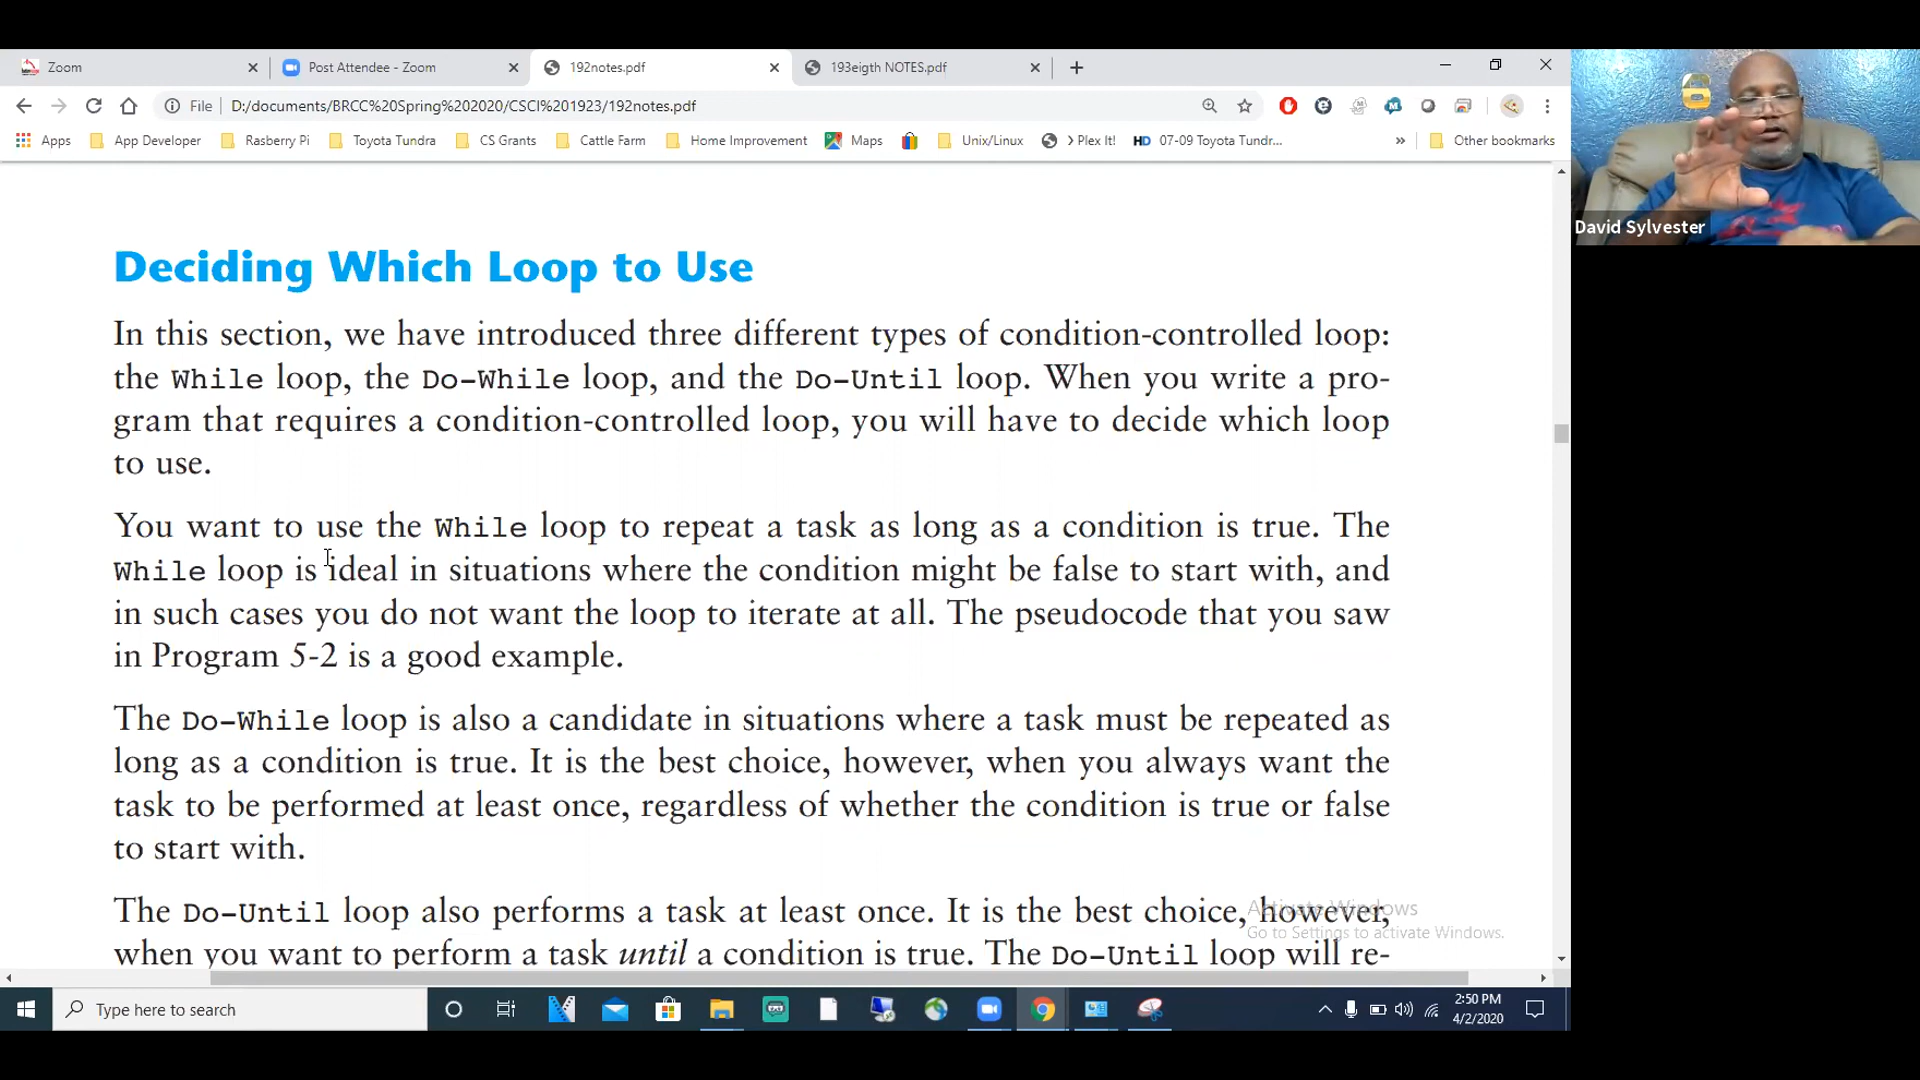 Zoom
Post Attendee - Zoom
192notes.pdf
193eigth NOTES.pdf
File
D:/documents/BRCC%20Spring%202020/CSCI%201923/192notes.pdf
Apps
App Developer
Rasberry Pi
Toyota Tundra
CS Grants
Cattle Farm
Home Improvement
Maps
Unix/Linux
> Plex It!
HD 07-09 Toyota Tundr...
»
Other bookmarks
David Sylvester
Deciding Which Loop to Use
In this section, we have introduced three different types of condition-controlled loop:
the While loop, the Do-While loop, and the Do-Until loop. When you write a pro-
gram that requires a condition-controlled loop, you will have to decide which loop
to use.
You want to use the While loop to repeat a task as long as a condition is true. The
While loop is ideal in situations where the condition might be false to start with, and
in such cases you do not want the loop to iterate at all. The pseudocode that you saw
in Program 5-2 is a good example.
The Do-While loop is also a candidate in situations where a task must be repeated as
long as a condition is true. It is the best choice, however, when you always want the
task to be performed at least once, regardless of whether the condition is true or false
to start with.
The Do-Until loop also performs a task at least once. It is the best choice, however,
when you want to perform a task until a condition is true. The Do-Until loop will re-
Activate Windows
Go to Settings to activate Windows.
Type here to search
2:50 PM
4/2/2020